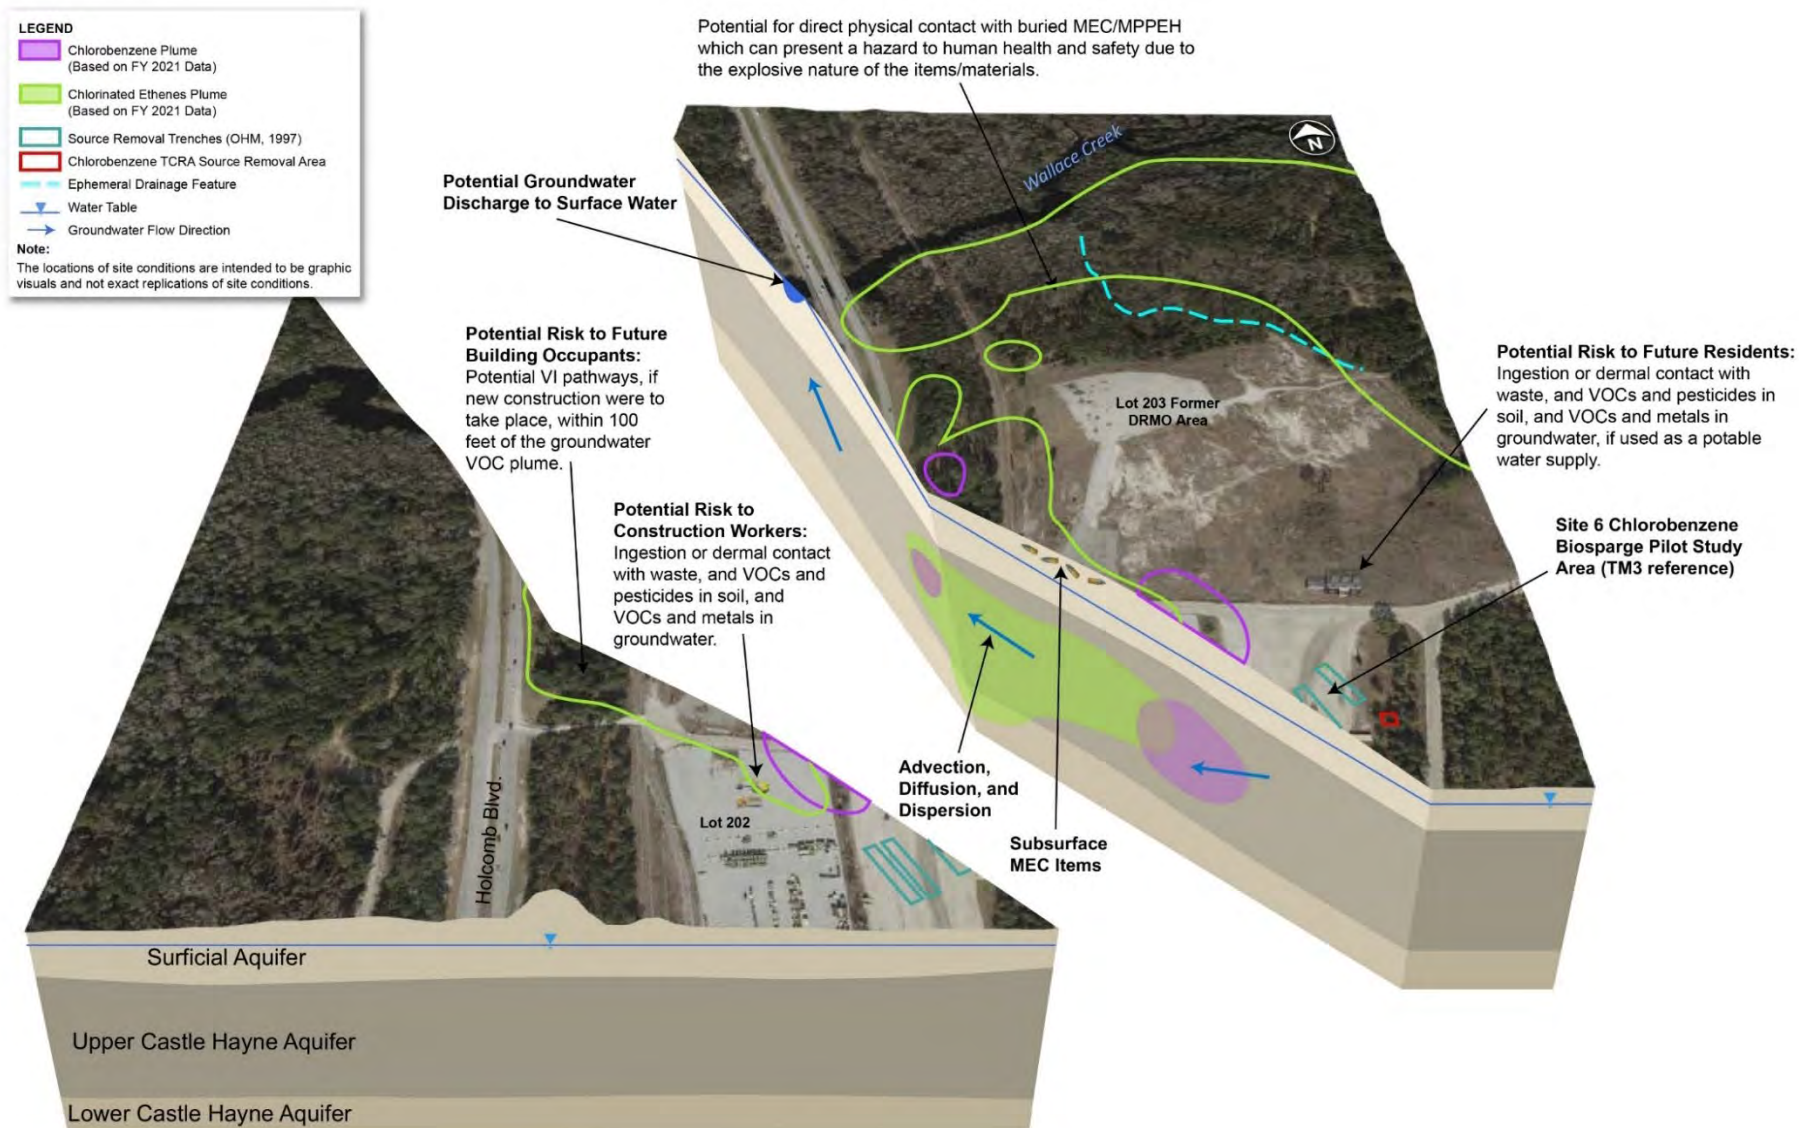 LEGEND
Chlorobenzene Plume
(Based on FY 2021 Data)
Chlorinated Ethenes Plume
(Based on FY 2021 Data)
Source Removal Trenches (OHM, 1997)
Chlorobenzene TCRA Source Removal Area
Ephemeral Drainage Feature
Water Table
Groundwater Flow Direction
Note:
The locations of site conditions are intended to be graphic
visuals and not exact replications of site conditions.
Potential for direct physical contact with buried MEC/MPPEH
which can present a hazard to human health and safety due to
the explosive nature of the items/materials.
N
Wallace Creek
Potential Groundwater
Discharge to Surface Water
Potential Risk to Future
Building Occupants:
Potential VI pathways, if
new construction were to
take place, within 100
feet of the groundwater
VOC plume.
Potential Risk to
Construction Workers:
Ingestion or dermal contact
with waste, and VOCs and
pesticides in soil, and
VOCs and metals in
groundwater.
Lot 203 Former
DRMO Area
Potential Risk to Future Residents:
Ingestion or dermal contact with
waste, and VOCs and pesticides in
soil, and VOCs and metals in
groundwater, if used as a potable
water supply.
Site 6 Chlorobenzene
Biosparge Pilot Study
Area (TM3 reference)
Advection,
Diffusion, and
Dispersion
Subsurface
MEC Items
Lot 202
Holcomb Blvd.
Surficial Aquifer
Upper Castle Hayne Aquifer
Lower Castle Hayne Aquifer